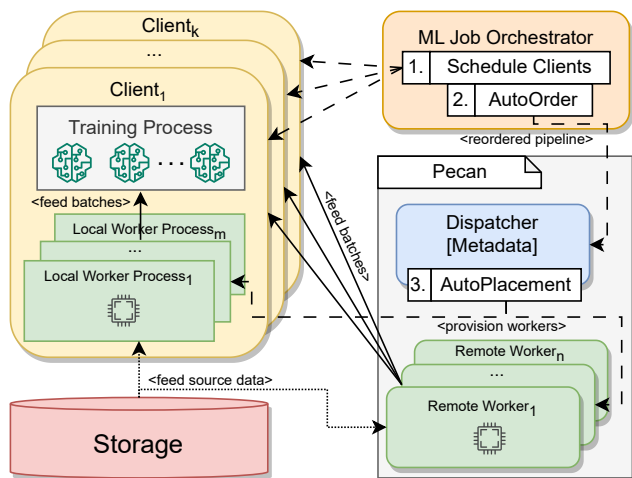 Client_k
...
Client_1
Training Process
...
<feed batches>
Local Worker Process_m
...
Local Worker Process_1
<feed source data>
Storage
ML Job Orchestrator
1. Schedule Clients
2. AutoOrder
<reordered pipeline>
Pecan
<feed batches>
Dispatcher
[Metadata]
3. AutoPlacement
<provision workers>
Remote Worker_n
...
Remote Worker_1